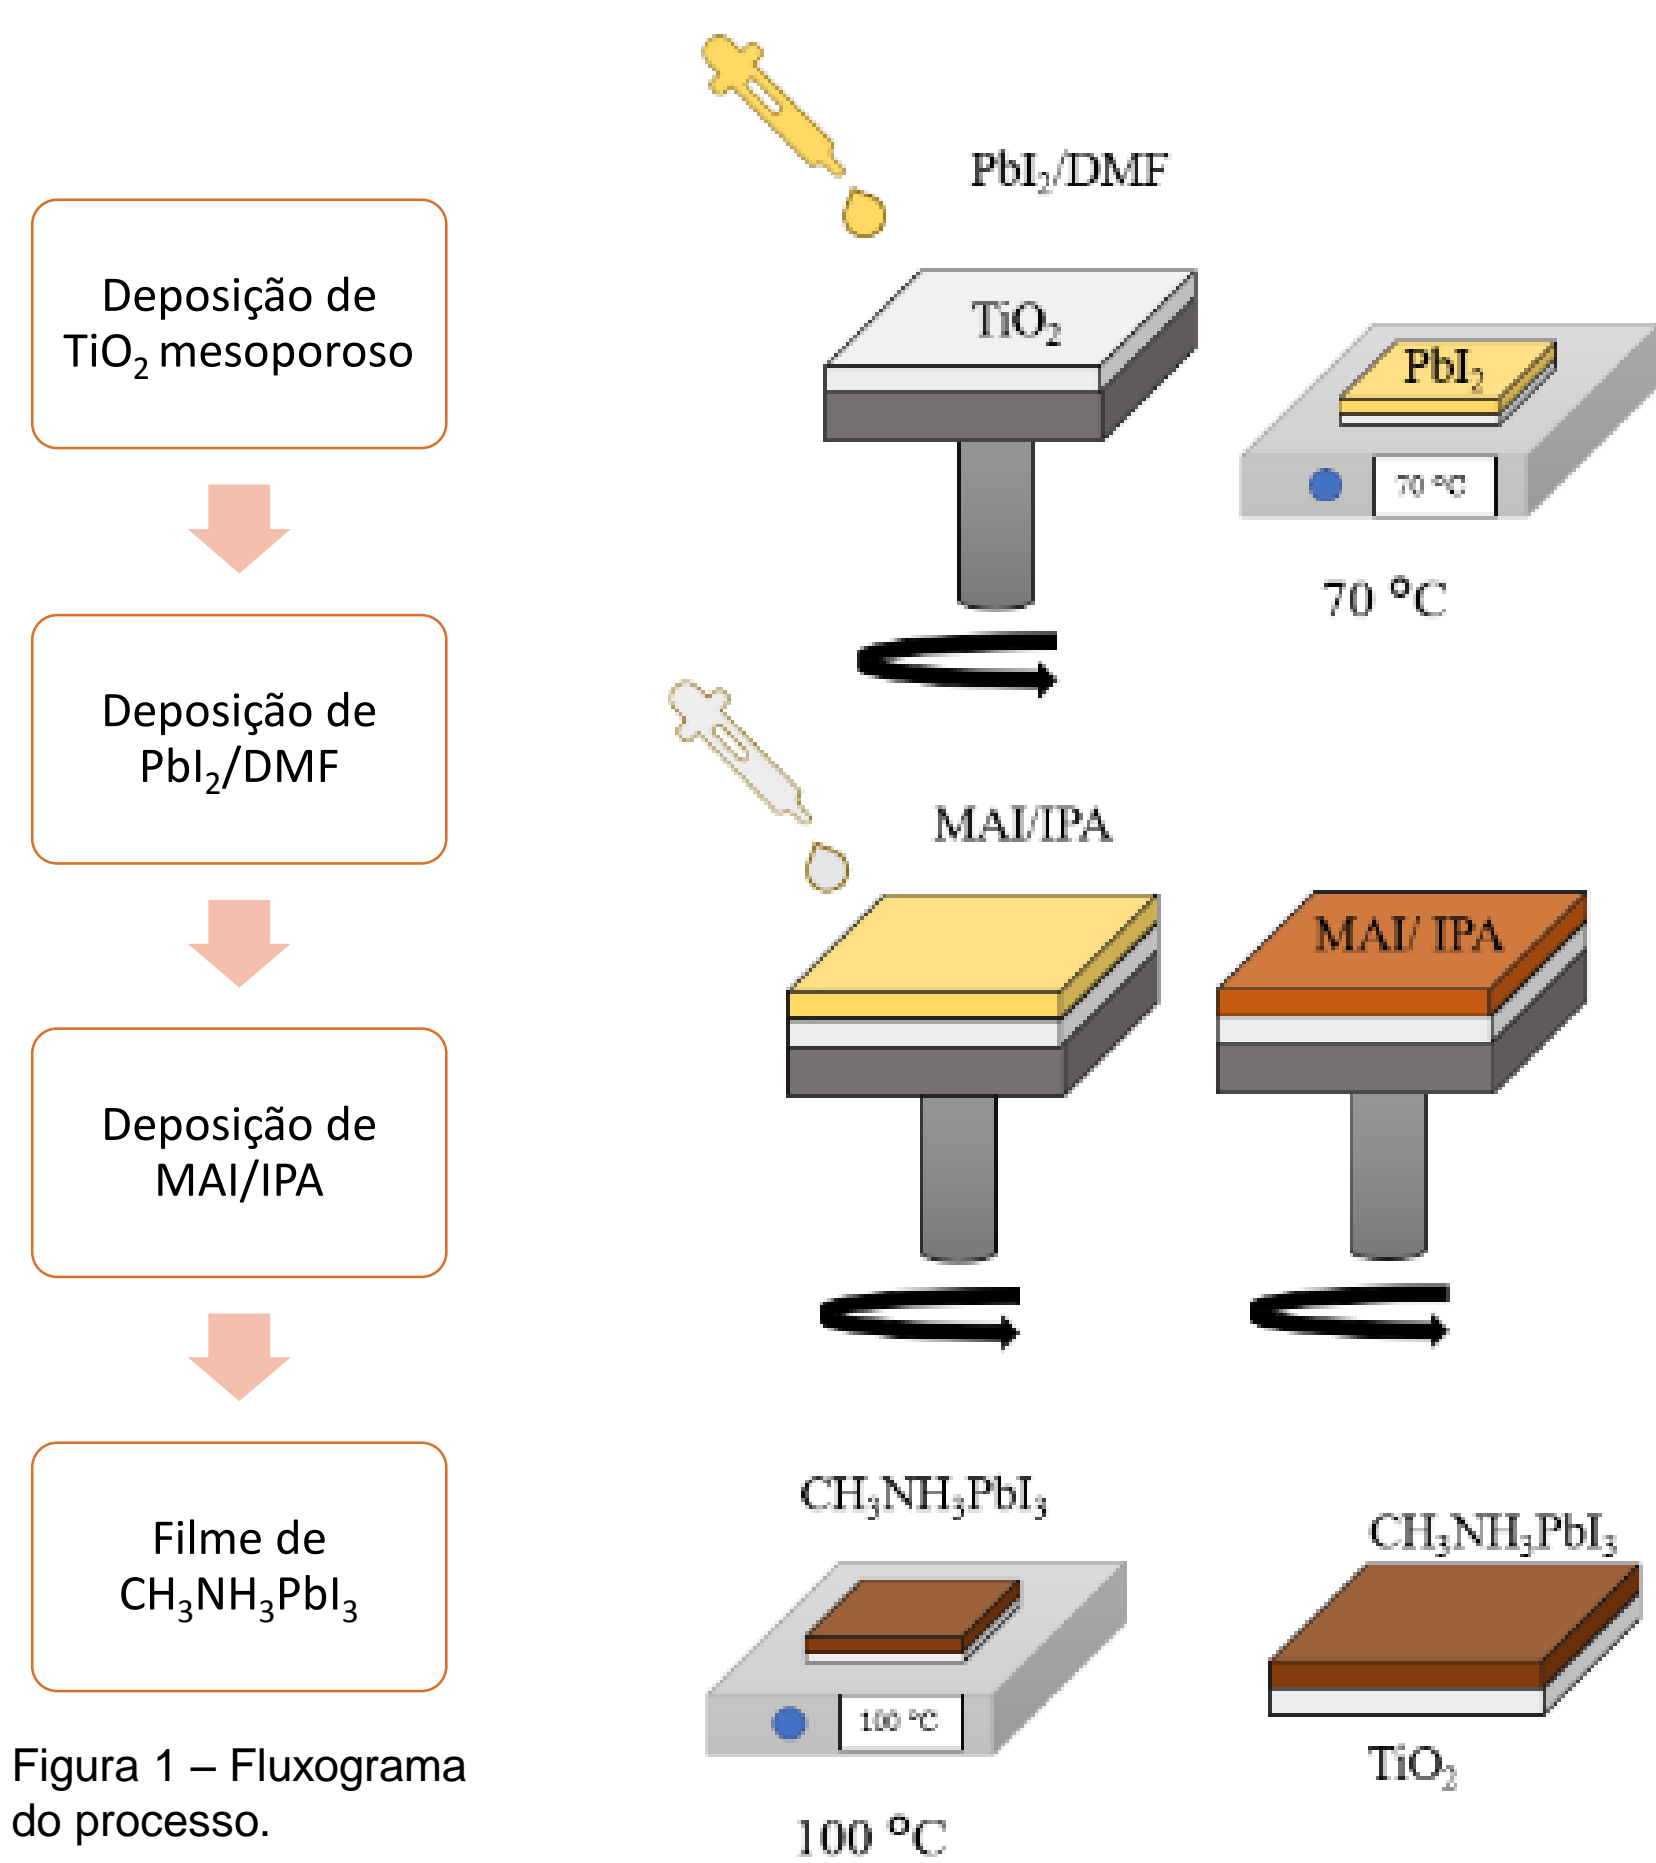 Deposição de
TiO₂ mesoporoso
Deposição de
PbI₂/DMF
Deposição de
MAI/IPA
Filme de
CH₃NH₃PbI₃
Figura 1 – Fluxograma
do processo.
PbI₂/DMF
TiO₂
PbI₂
70 °C
70 °C
MAI/IPA
MAI/ IPA
CH₃NH₃PbI₃
CH₃NH₃PbI₃
100 °C
TiO₂
100 °C